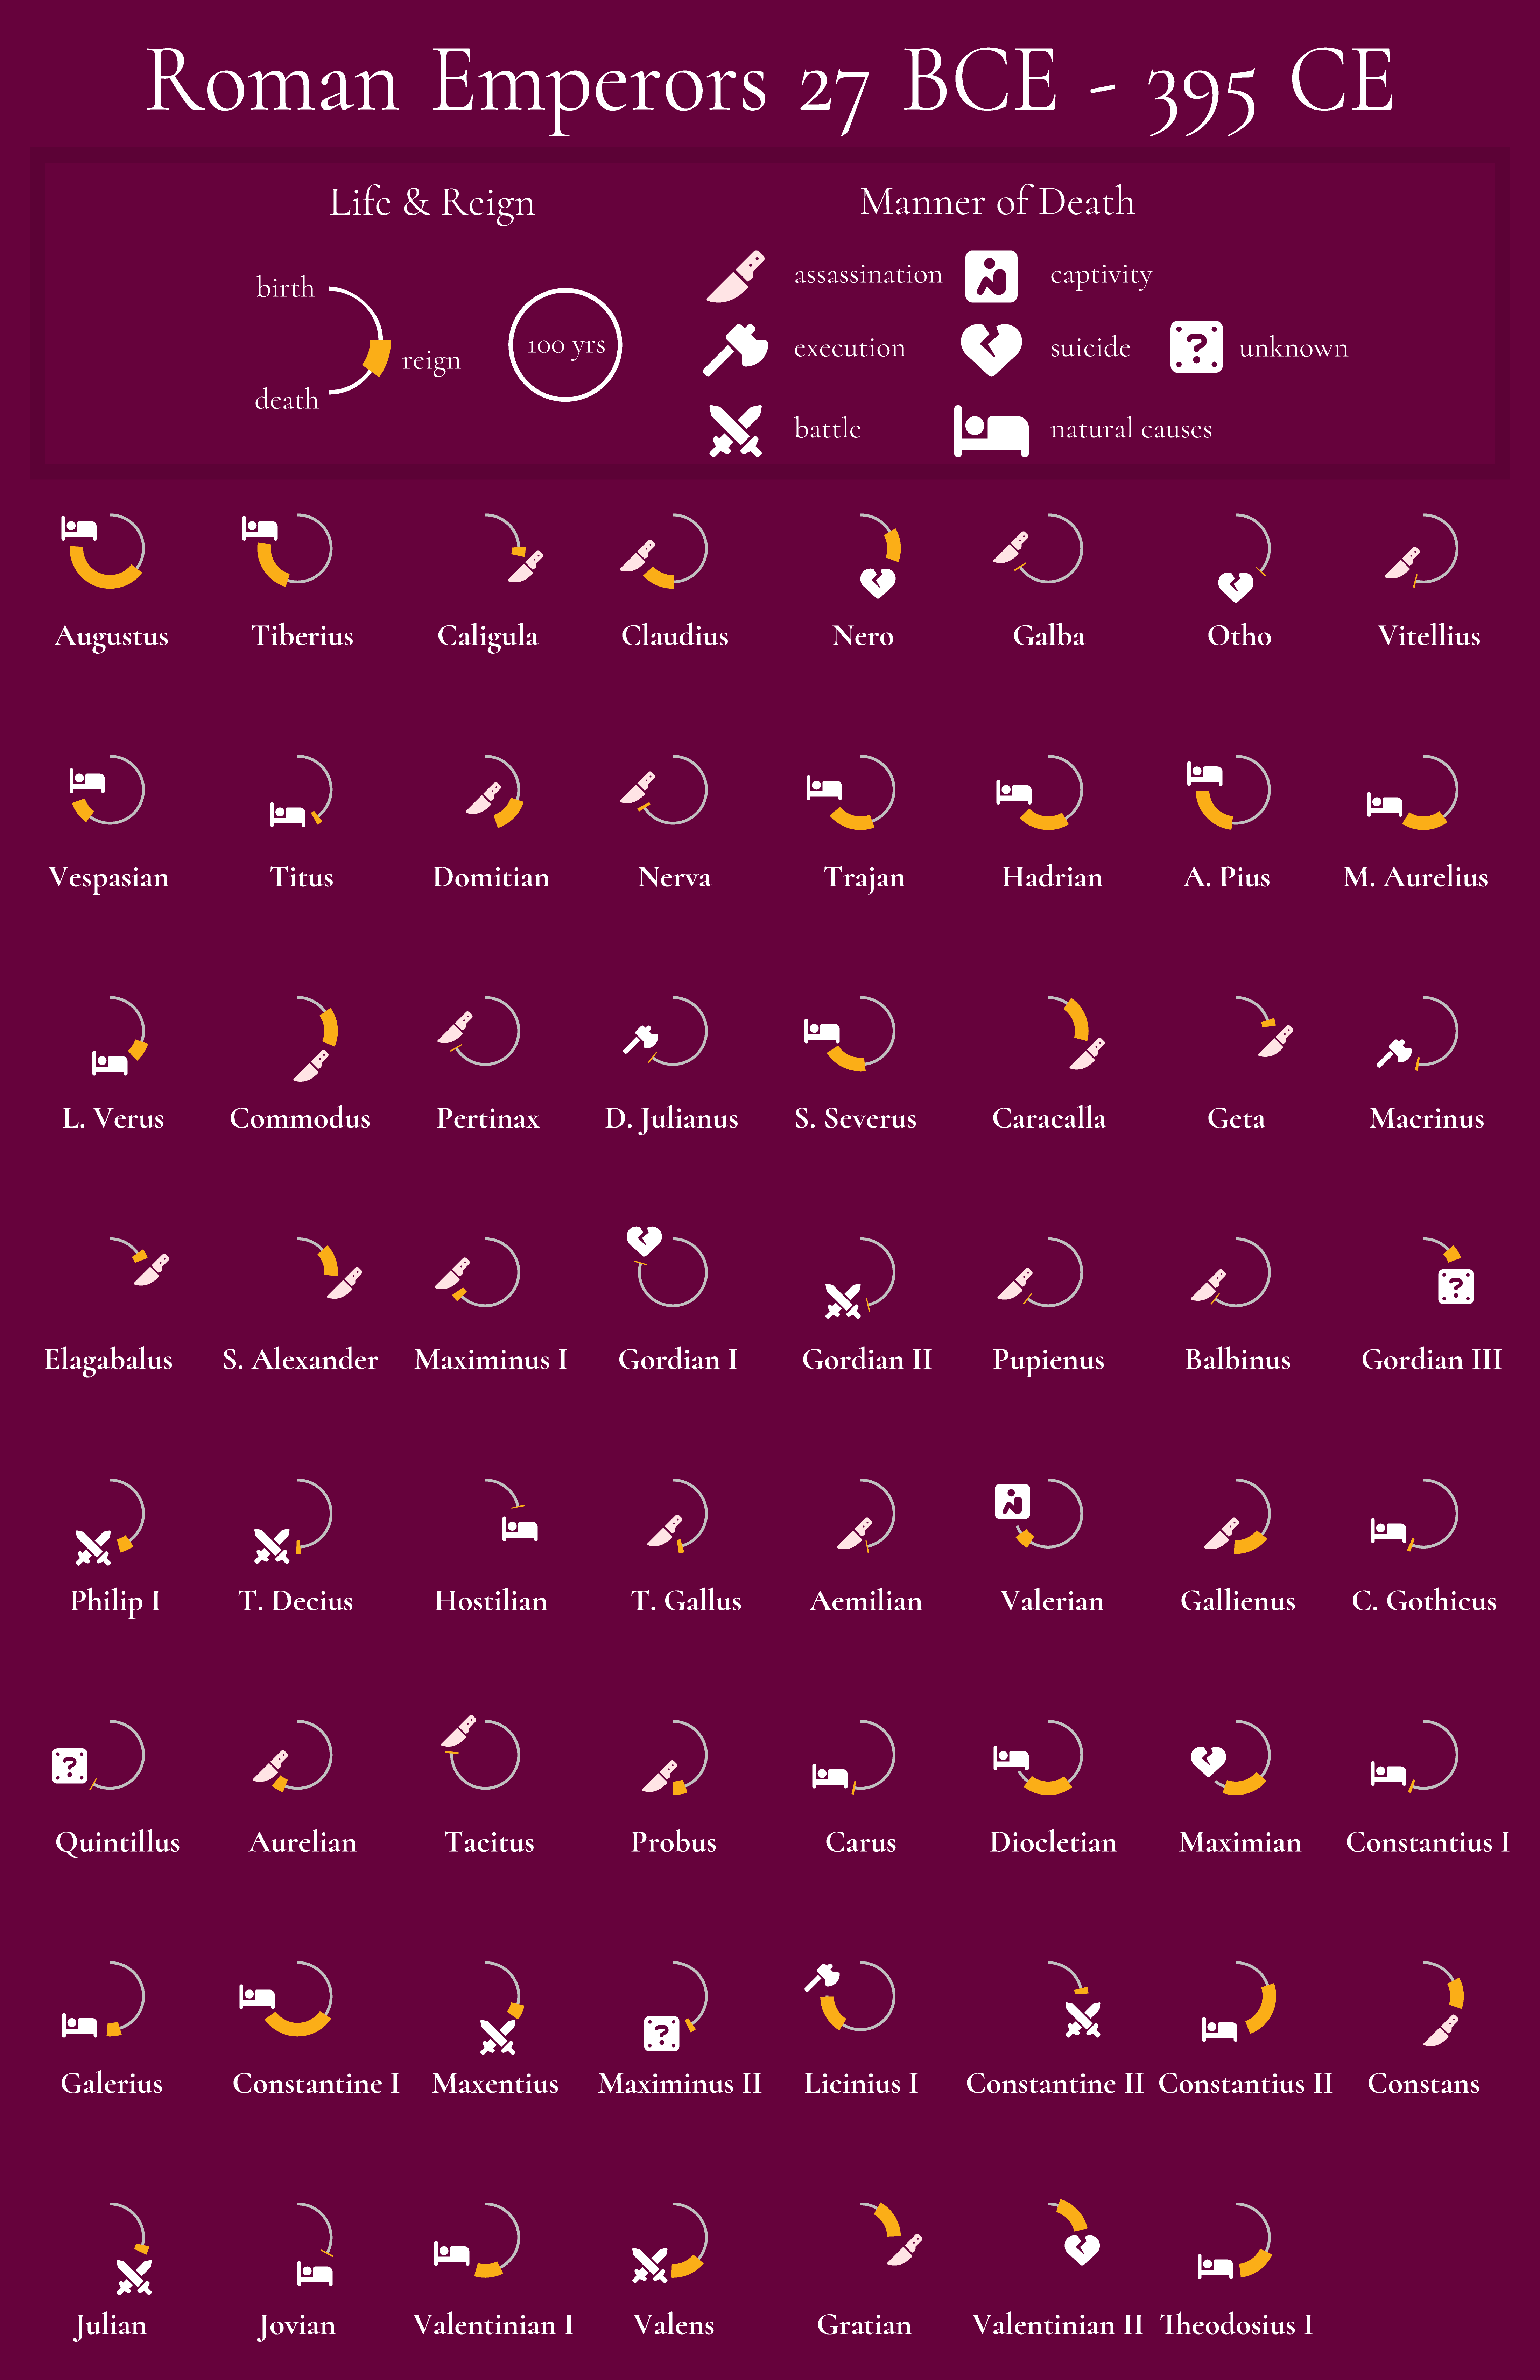 Roman Emperors 27 BCE - 395 CE
Life & Reign
birth
reign
death
100 yrs
Manner of Death
assassination
captivity
execution
suicide
? unknown
battle
natural causes
Augustus Tiberius Caligula Claudius Nero Galba Otho Vitellius
Vespasian Titus Domitian Nerva Trajan Hadrian A. Pius M. Aurelius
L. Verus Commodus Pertinax D. Julianus S. Severus Caracalla Geta Macrinus
?
Elagabalus S. Alexander Maximinus I Gordian I Gordian II Pupienus Balbinus Gordian III
Philip I T. Decius Hostilian T. Gallus Aemilian Valerian Gallienus C. Gothicus
?
Quintillus Aurelian Tacitus Probus Carus Diocletian Maximian Constantius I
?
Galerius Constantine I Maxentius Maximinus II Licinius I Constantine II Constantius II Constans
Julian Jovian Valentinian I Valens Gratian Valentinian II Theodosius I